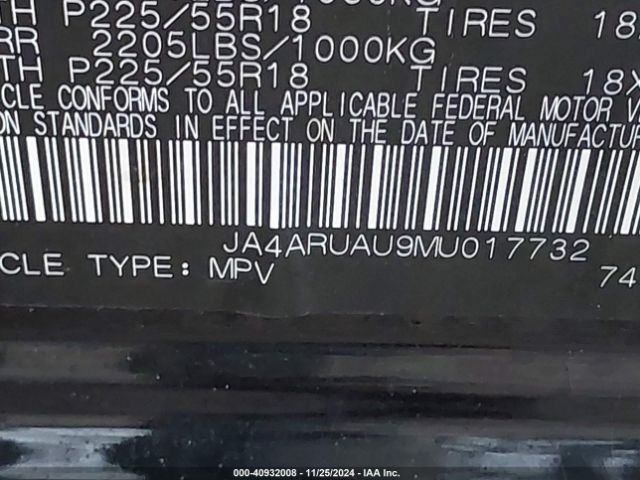 TH P225/55R18 TIRES 18X
RR 2205LBS/1000KG
TH P225/55R18 TIRES 18X
CLE CONFORMS TO ALL APPLICABLE FEDERAL MOTOR V
ON STANDARDS IN EFFECT ON THE DATE OF MANUFACTUR
JA4ARUAU9MU017732
CLE TYPE: MPV 74
000-40932008 - 11/25/2024 - IAA Inc.